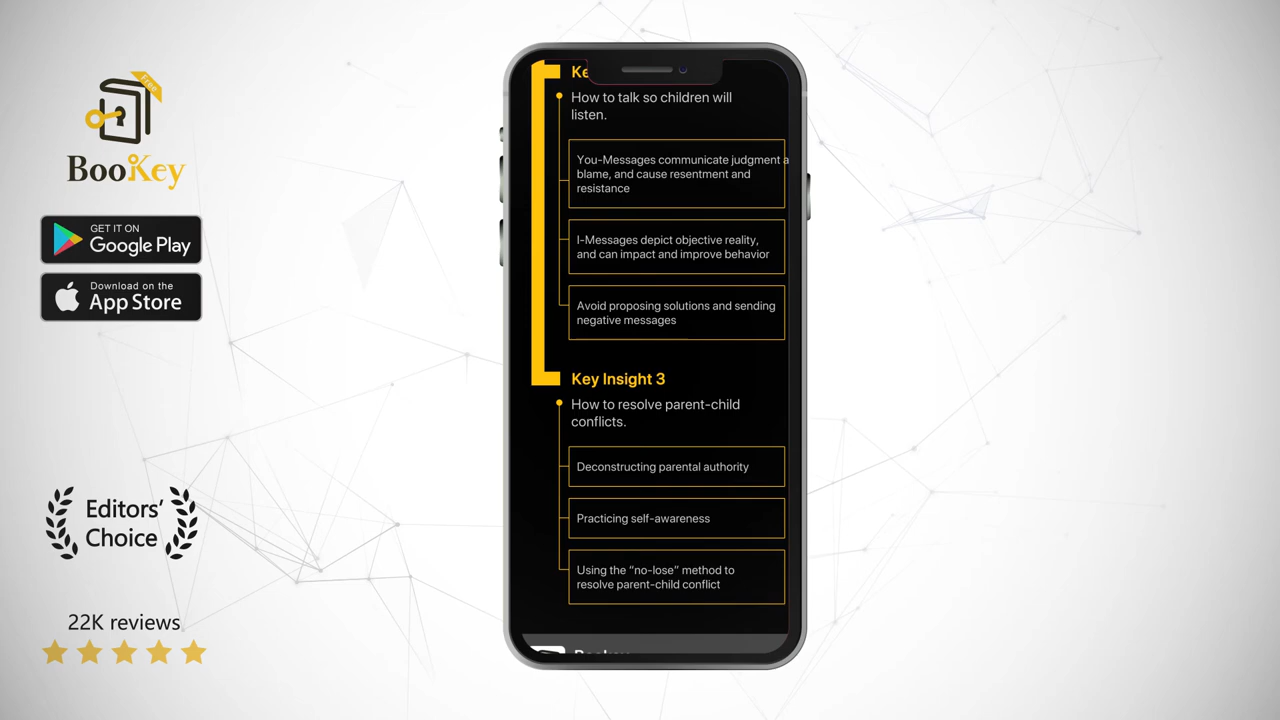 Free
BooKey
GET IT ON
Google Play
Download on the
App Store
Editors'
Choice
22K reviews
How to talk so children will
listen.
You-Messages communicate judgment a
blame, and cause resentment and
resistance
I-Messages depict objective reality,
and can impact and improve behavior
Avoid proposing solutions and sending
negative messages
Key Insight 3
How to resolve parent-child
conflicts.
Deconstructing parental authority
Practicing self-awareness
Using the “no-lose” method to
resolve parent-child conflict